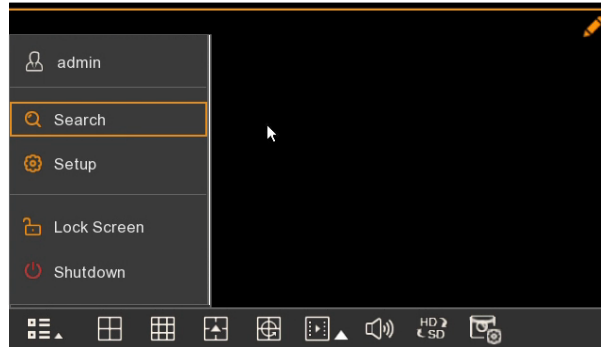 admin
Search
Setup
Lock Screen
Shutdown
HD
SD